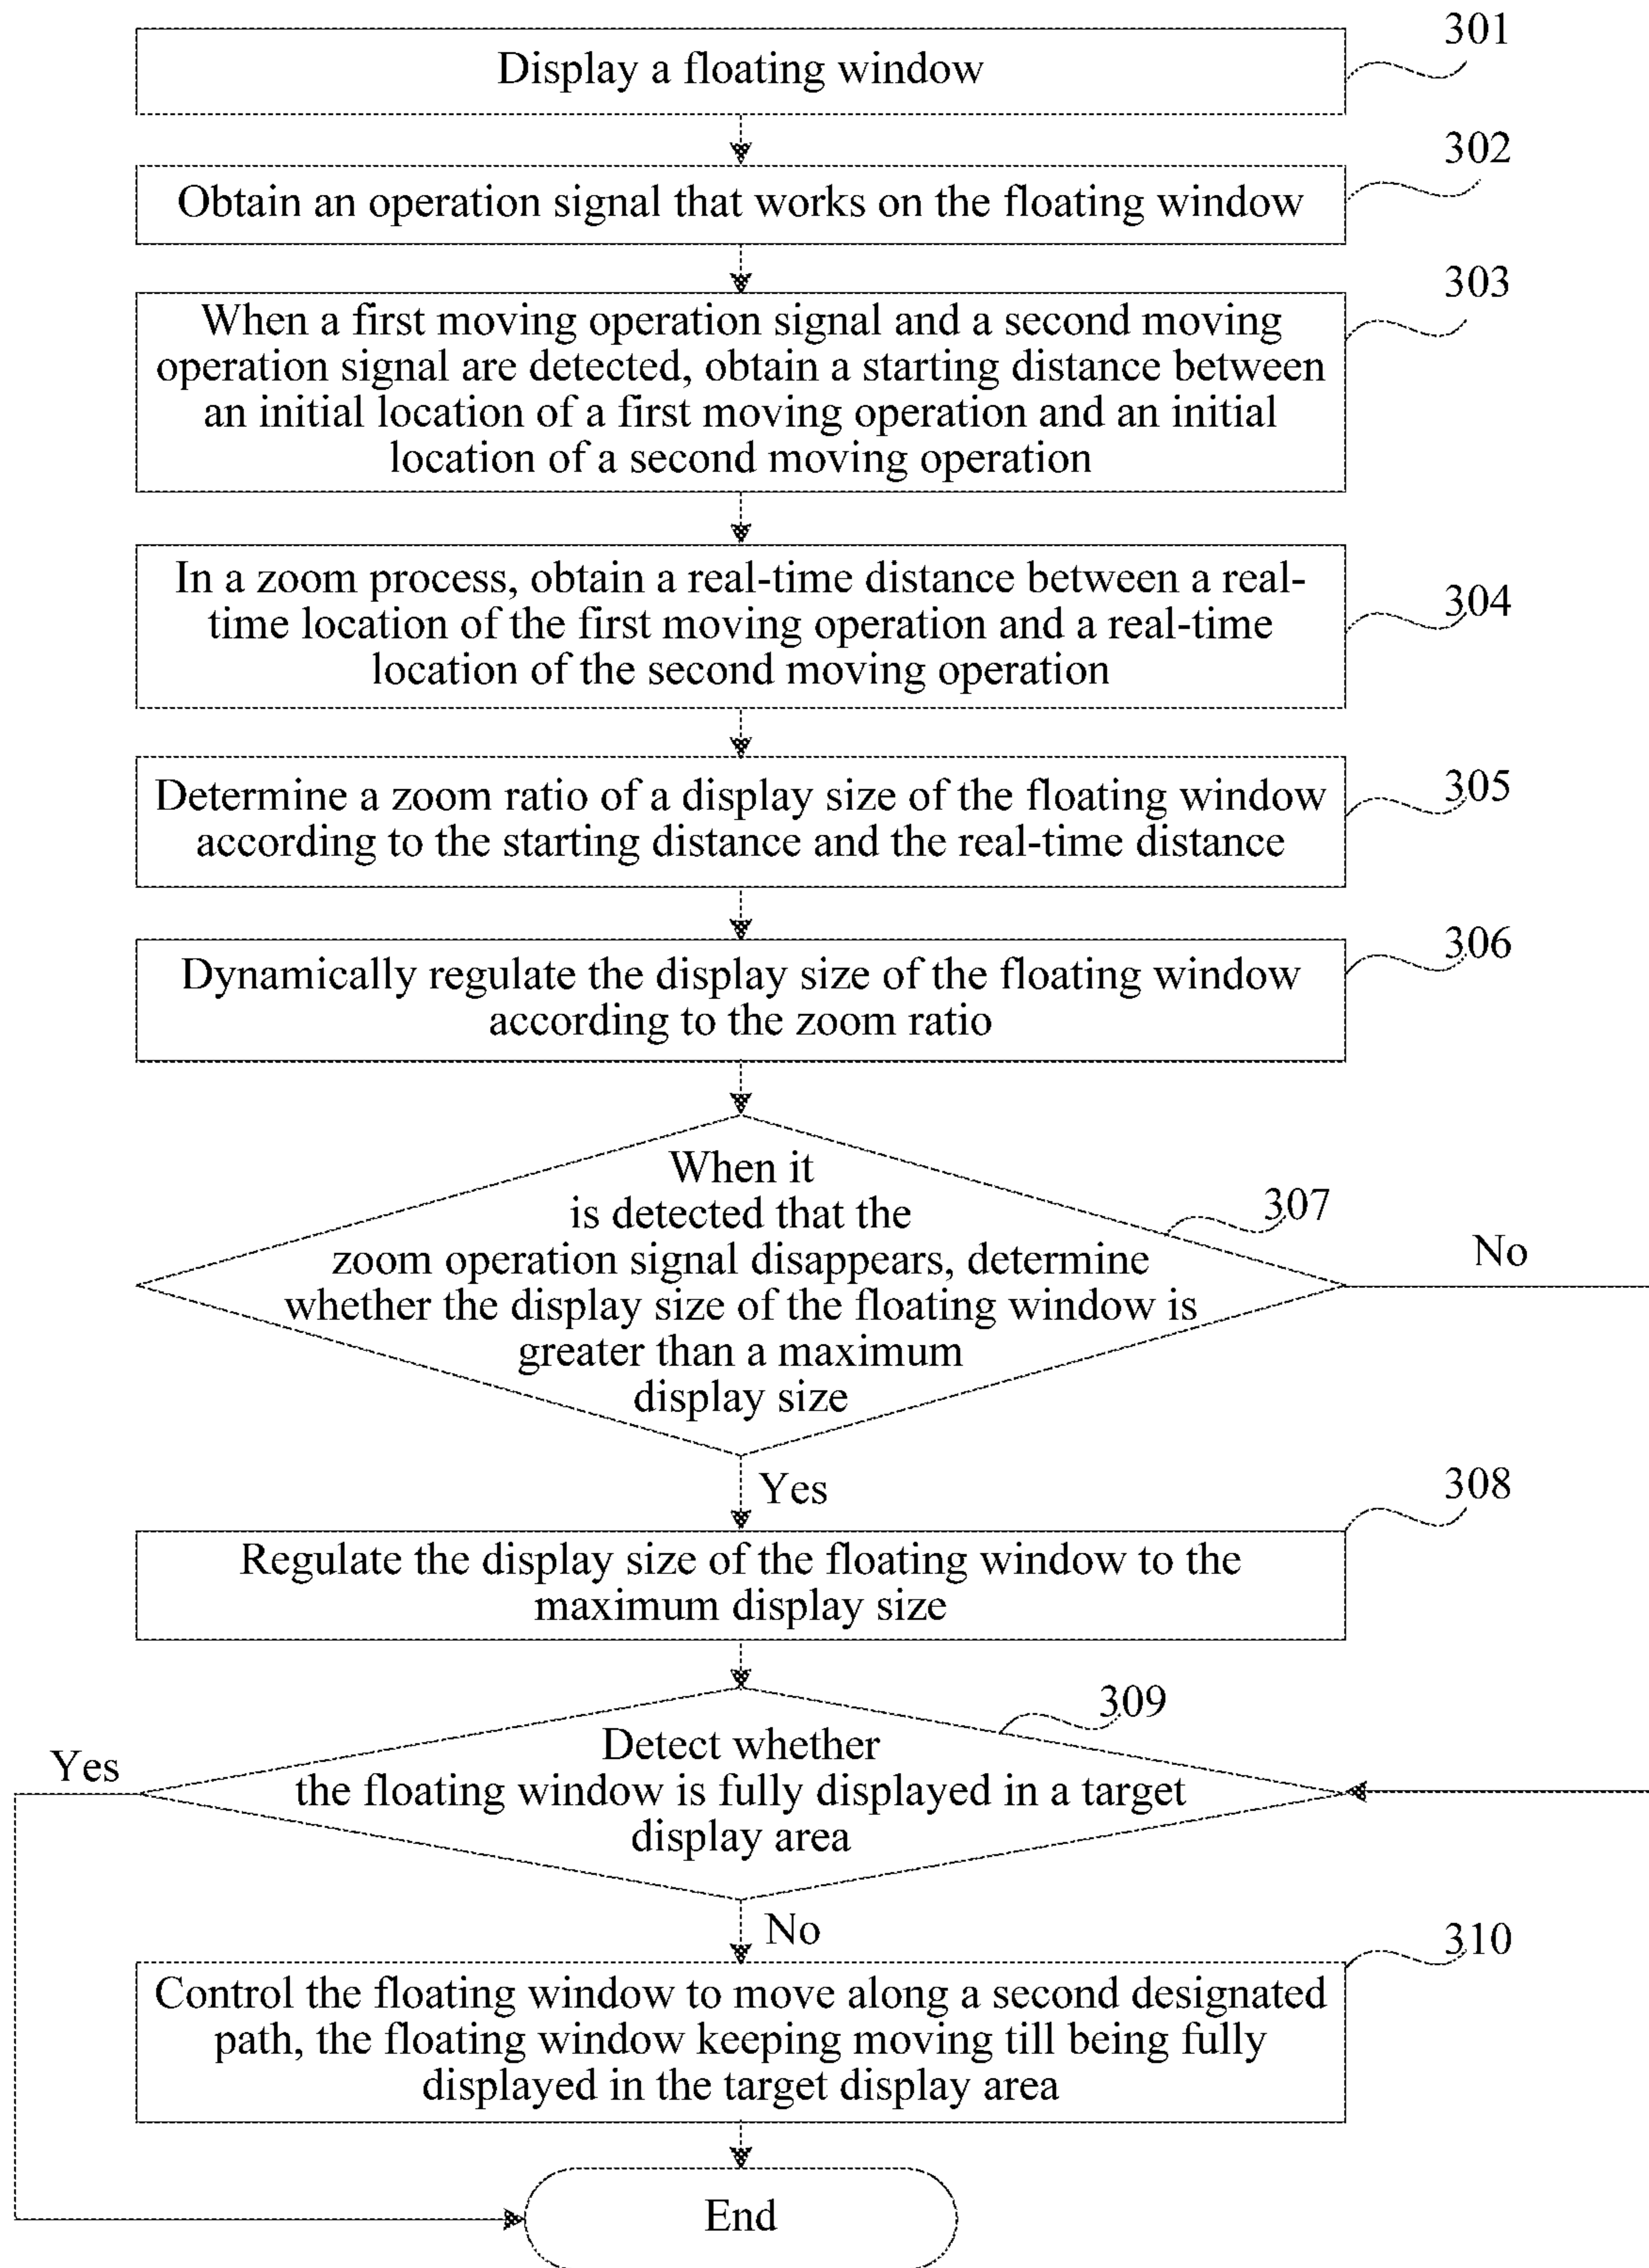 301
Display a floating window
302
Obtain an operation signal that works on the floating window
303
When a first moving operation signal and a second moving
operation signal are detected, obtain a starting distance between
an initial location of a first moving operation and an initial
location of a second moving operation
304
In a zoom process, obtain a real-time distance between a real-
time location of the first moving operation and a real-time
location of the second moving operation
305
Determine a zoom ratio of a display size of the floating window
according to the starting distance and the real-time distance
306
Dynamically regulate the display size of the floating window
according to the zoom ratio
307
When it
is detected that the
zoom operation signal disappears, determine
whether the display size of the floating window is
greater than a maximum
display size
No
Yes
308
Regulate the display size of the floating window to the
maximum display size
309
Detect whether
the floating window is fully displayed in a target
display area
Yes
No
310
Control the floating window to move along a second designated
path, the floating window keeping moving till being fully
displayed in the target display area
End